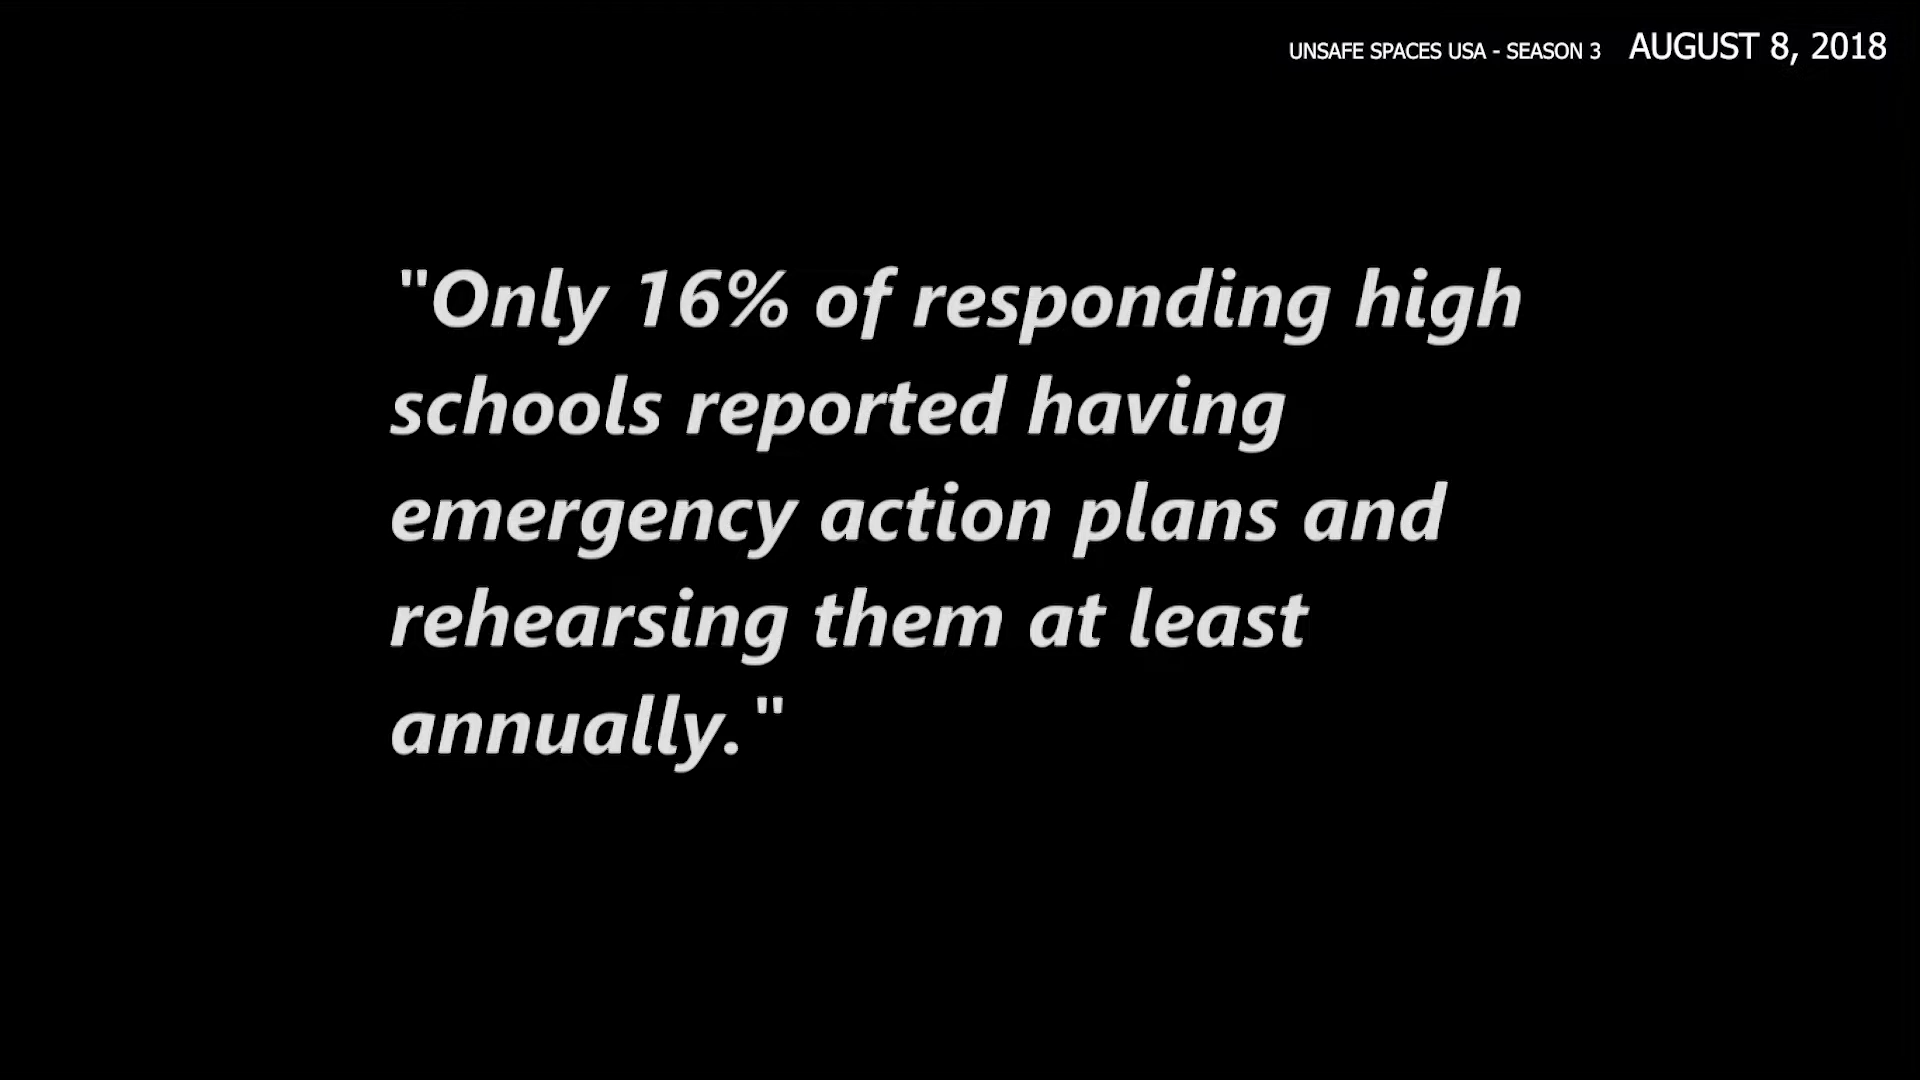 UNSAFE SPACES USA - SEASON 3 AUGUST 8, 2018
"Only 16% of responding high
schools reported having
emergency action plans and
rehearsing them at least
annually."